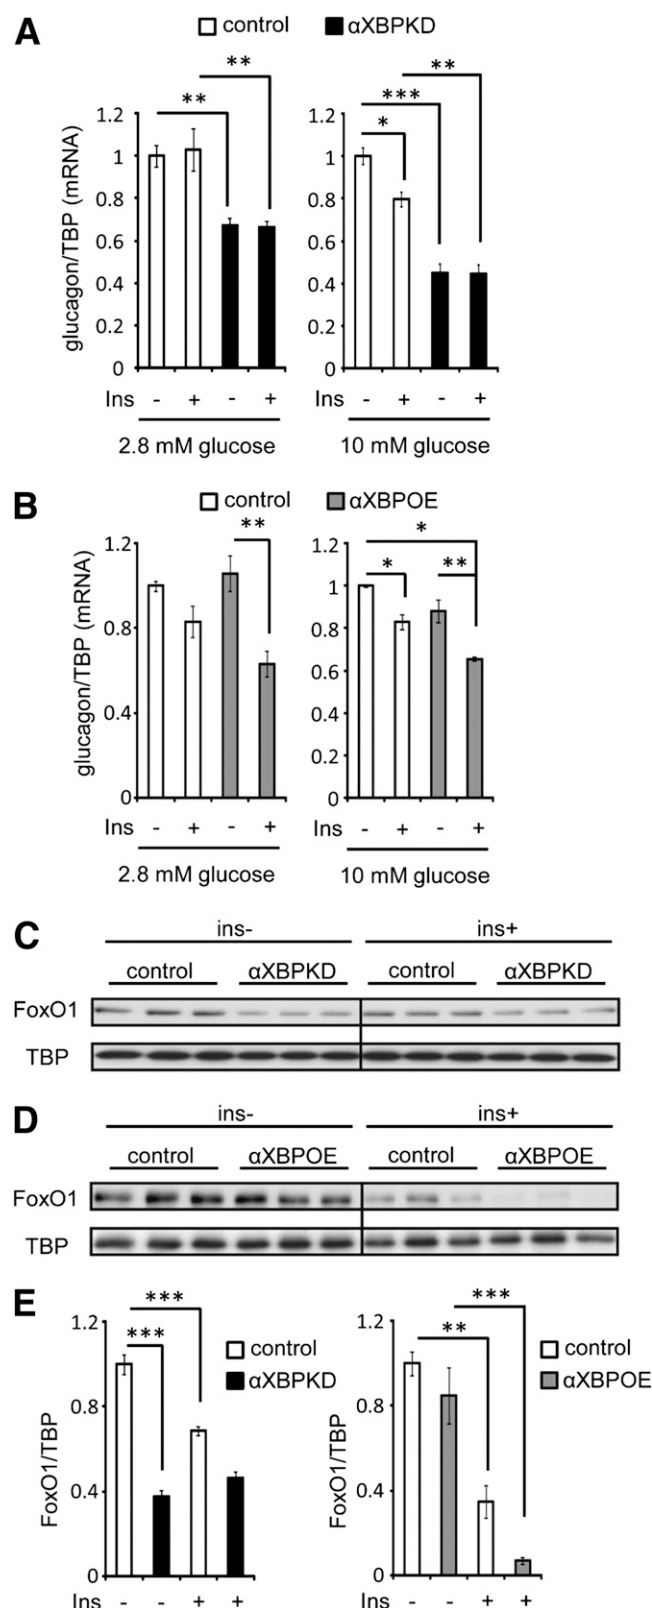 A
control αXBPKD
** **
** *** *
glucagon/TBP (mRNA)
1.2 1.2
1 1
0.8 0.8
0.6 0.6
0.4 0.4
0.2 0.2
0 0
Ins - + - + Ins - + - +
2.8 mM glucose 10 mM glucose
B
control αXBPOE
** * * **
glucagon/TBP (mRNA)
1.2 1.2
1
0.8 0.8
0.6
0.4 0.4
0.2
0 0
Ins - + - + Ins - + - +
2.8 mM glucose 10 mM glucose
C
ins- ins+
control αXBPKD control αXBPKD
FoxO1
TBP
D
ins- ins+
control αXBPOE control αXBPOE
FoxO1
TBP
E
*** *** ** ***
control αXBPKD control αXBPOE
FoxO1/TBP FoxO1/TBP
1.2 1.2
0.8 0.8
0.4 0.4
0 0
Ins - - + + Ins - - + +